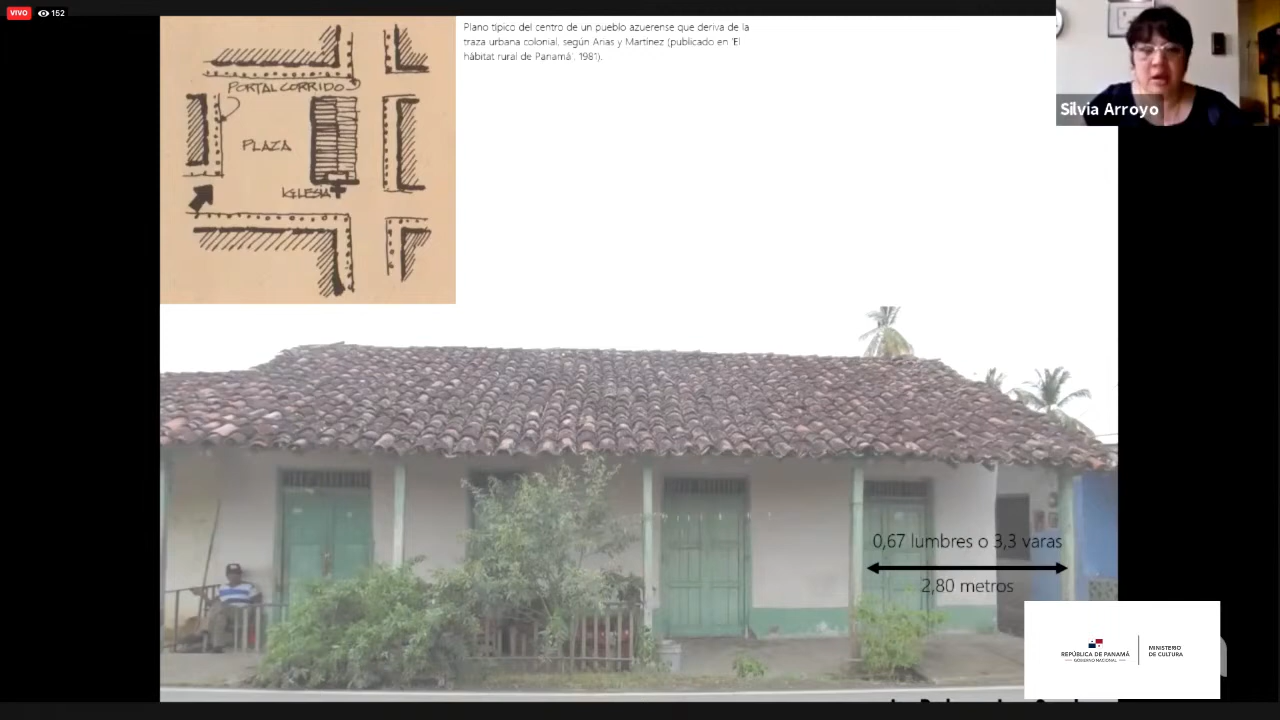 VIVO
152
Plano típico del centro de un pueblo azuerense que deriva de la
traza urbana colonial, según Arias y Martínez (publicado en 'El
hábitat rural de Panamá', 1981).
Silvia Arroyo
PORTAL CORRIDO
PLAZA
IGLESIA
0,67 lumbres o 3,3 varas
2,80 metros
REPÚBLICA DE PANAMÁ
GOBIERNO NACIONAL
MINISTERIO
DE CULTURA